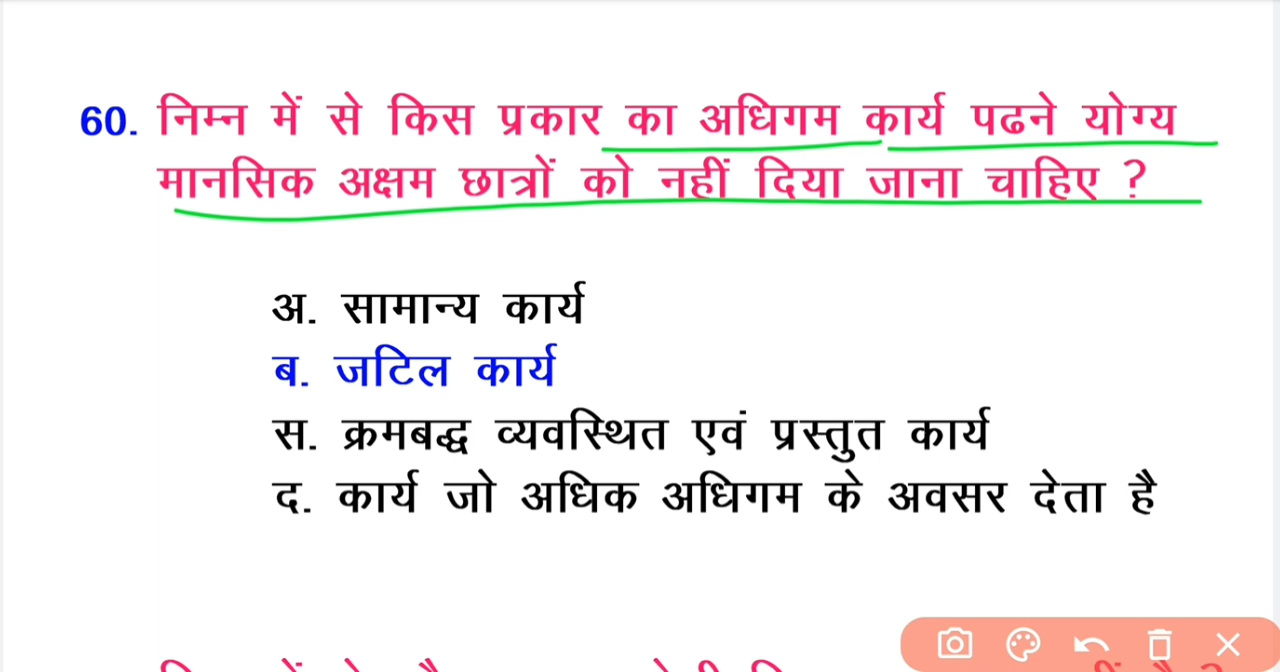 60. निम्न में से किस प्रकार का अधिगम कार्य पढने योग्य
मानसिक अक्षम छात्रों को नहीं दिया जाना चाहिए ?
अ. सामान्य कार्य
ब. जटिल कार्य
स. क्रमबद्ध व्यवस्थित एवं प्रस्तुत कार्य
द. कार्य जो अधिक अधिगम के अवसर देता है